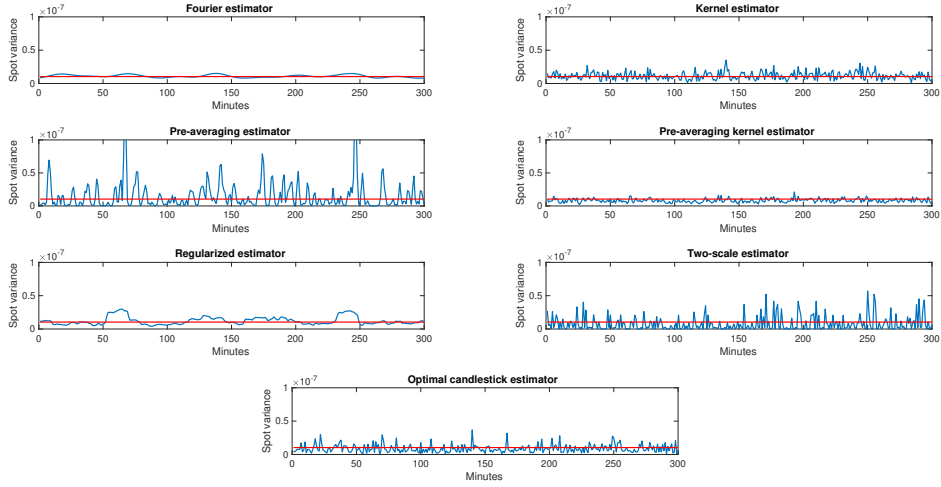 Fourier estimator
×10-7
1
0.5
0
Spot variance
0 50 100 150 200 250 300
Minutes
Kernel estimator
×10-7
1
0.5
0
Spot variance
0 50 100 150 200 250 300
Minutes
Pre-averaging estimator
×10-7
1
0.5
0
Spot variance
0 50 100 150 200 250 300
Minutes
Pre-averaging kernel estimator
×10-7
1
0.5
0
Spot variance
0 50 100 150 200 250 300
Minutes
Regularized estimator
×10-7
1
0.5
0
Spot variance
0 50 100 150 200 250 300
Minutes
Two-scale estimator
×10-7
1
0.5
0
Spot variance
0 50 100 150 200 250 300
Minutes
Optimal candlestick estimator
×10-7
1
0.5
0
Spot variance
0 50 100 150 200 250 300
Minutes